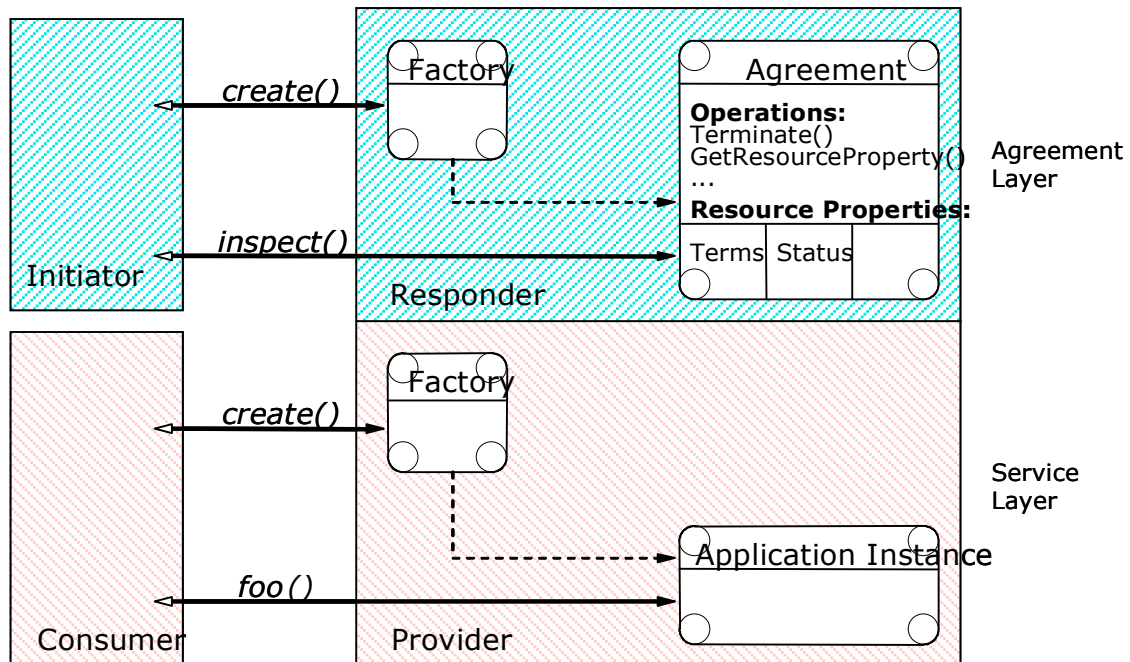 Factory
Agreement
create()
Operations:
Terminate()
GetResourceProperty()
...
Resource Properties:
Agreement
Layer
inspect()
Terms
Status
Initiator
Responder
Factory
create()
Service
Layer
Application Instance
foo()
Consumer
Provider